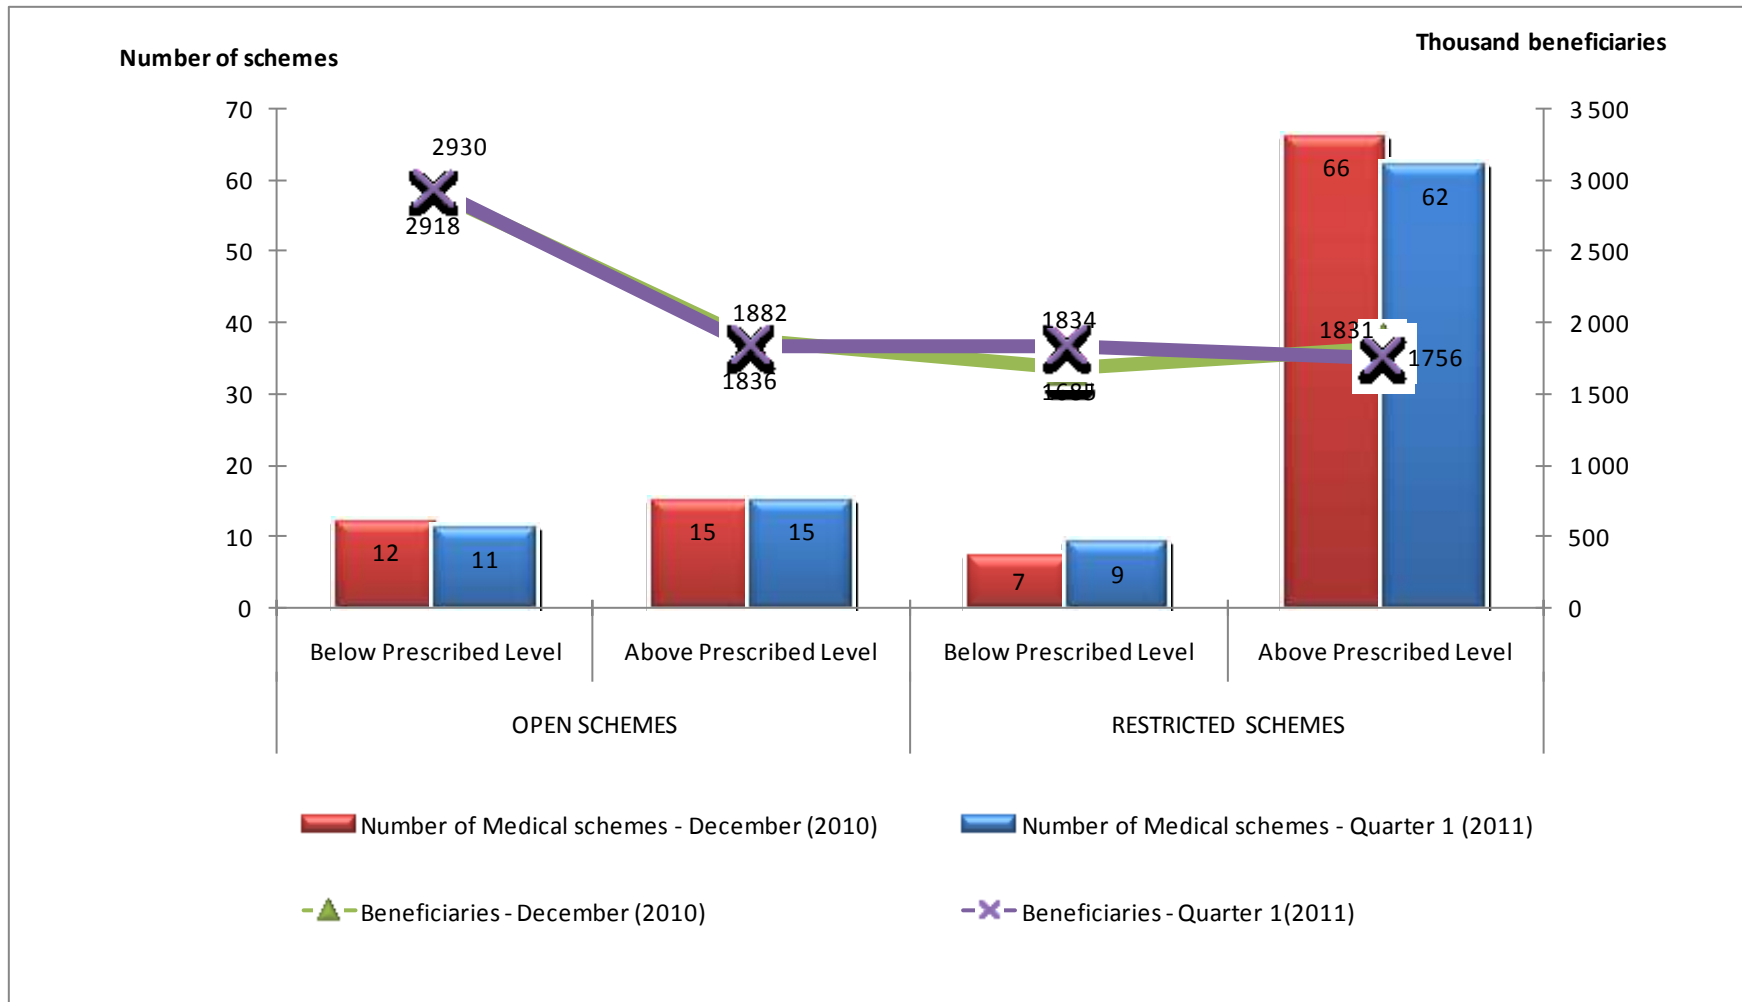 Number of schemes
Thousand beneficiaries
70
60
50
40
30
20
10
0
3 500
3 000
2 500
2 000
1 500
1 000
500
0
2930
2918
1882
1836
1834
1685
1831
1756
12
11
15
15
7
9
66
62
Below Prescribed Level
Above Prescribed Level
Below Prescribed Level
Above Prescribed Level
OPEN SCHEMES
RESTRICTED SCHEMES
Number of Medical schemes - December (2010)
Number of Medical schemes - Quarter 1 (2011)
Beneficiaries - December (2010)
Beneficiaries - Quarter 1(2011)